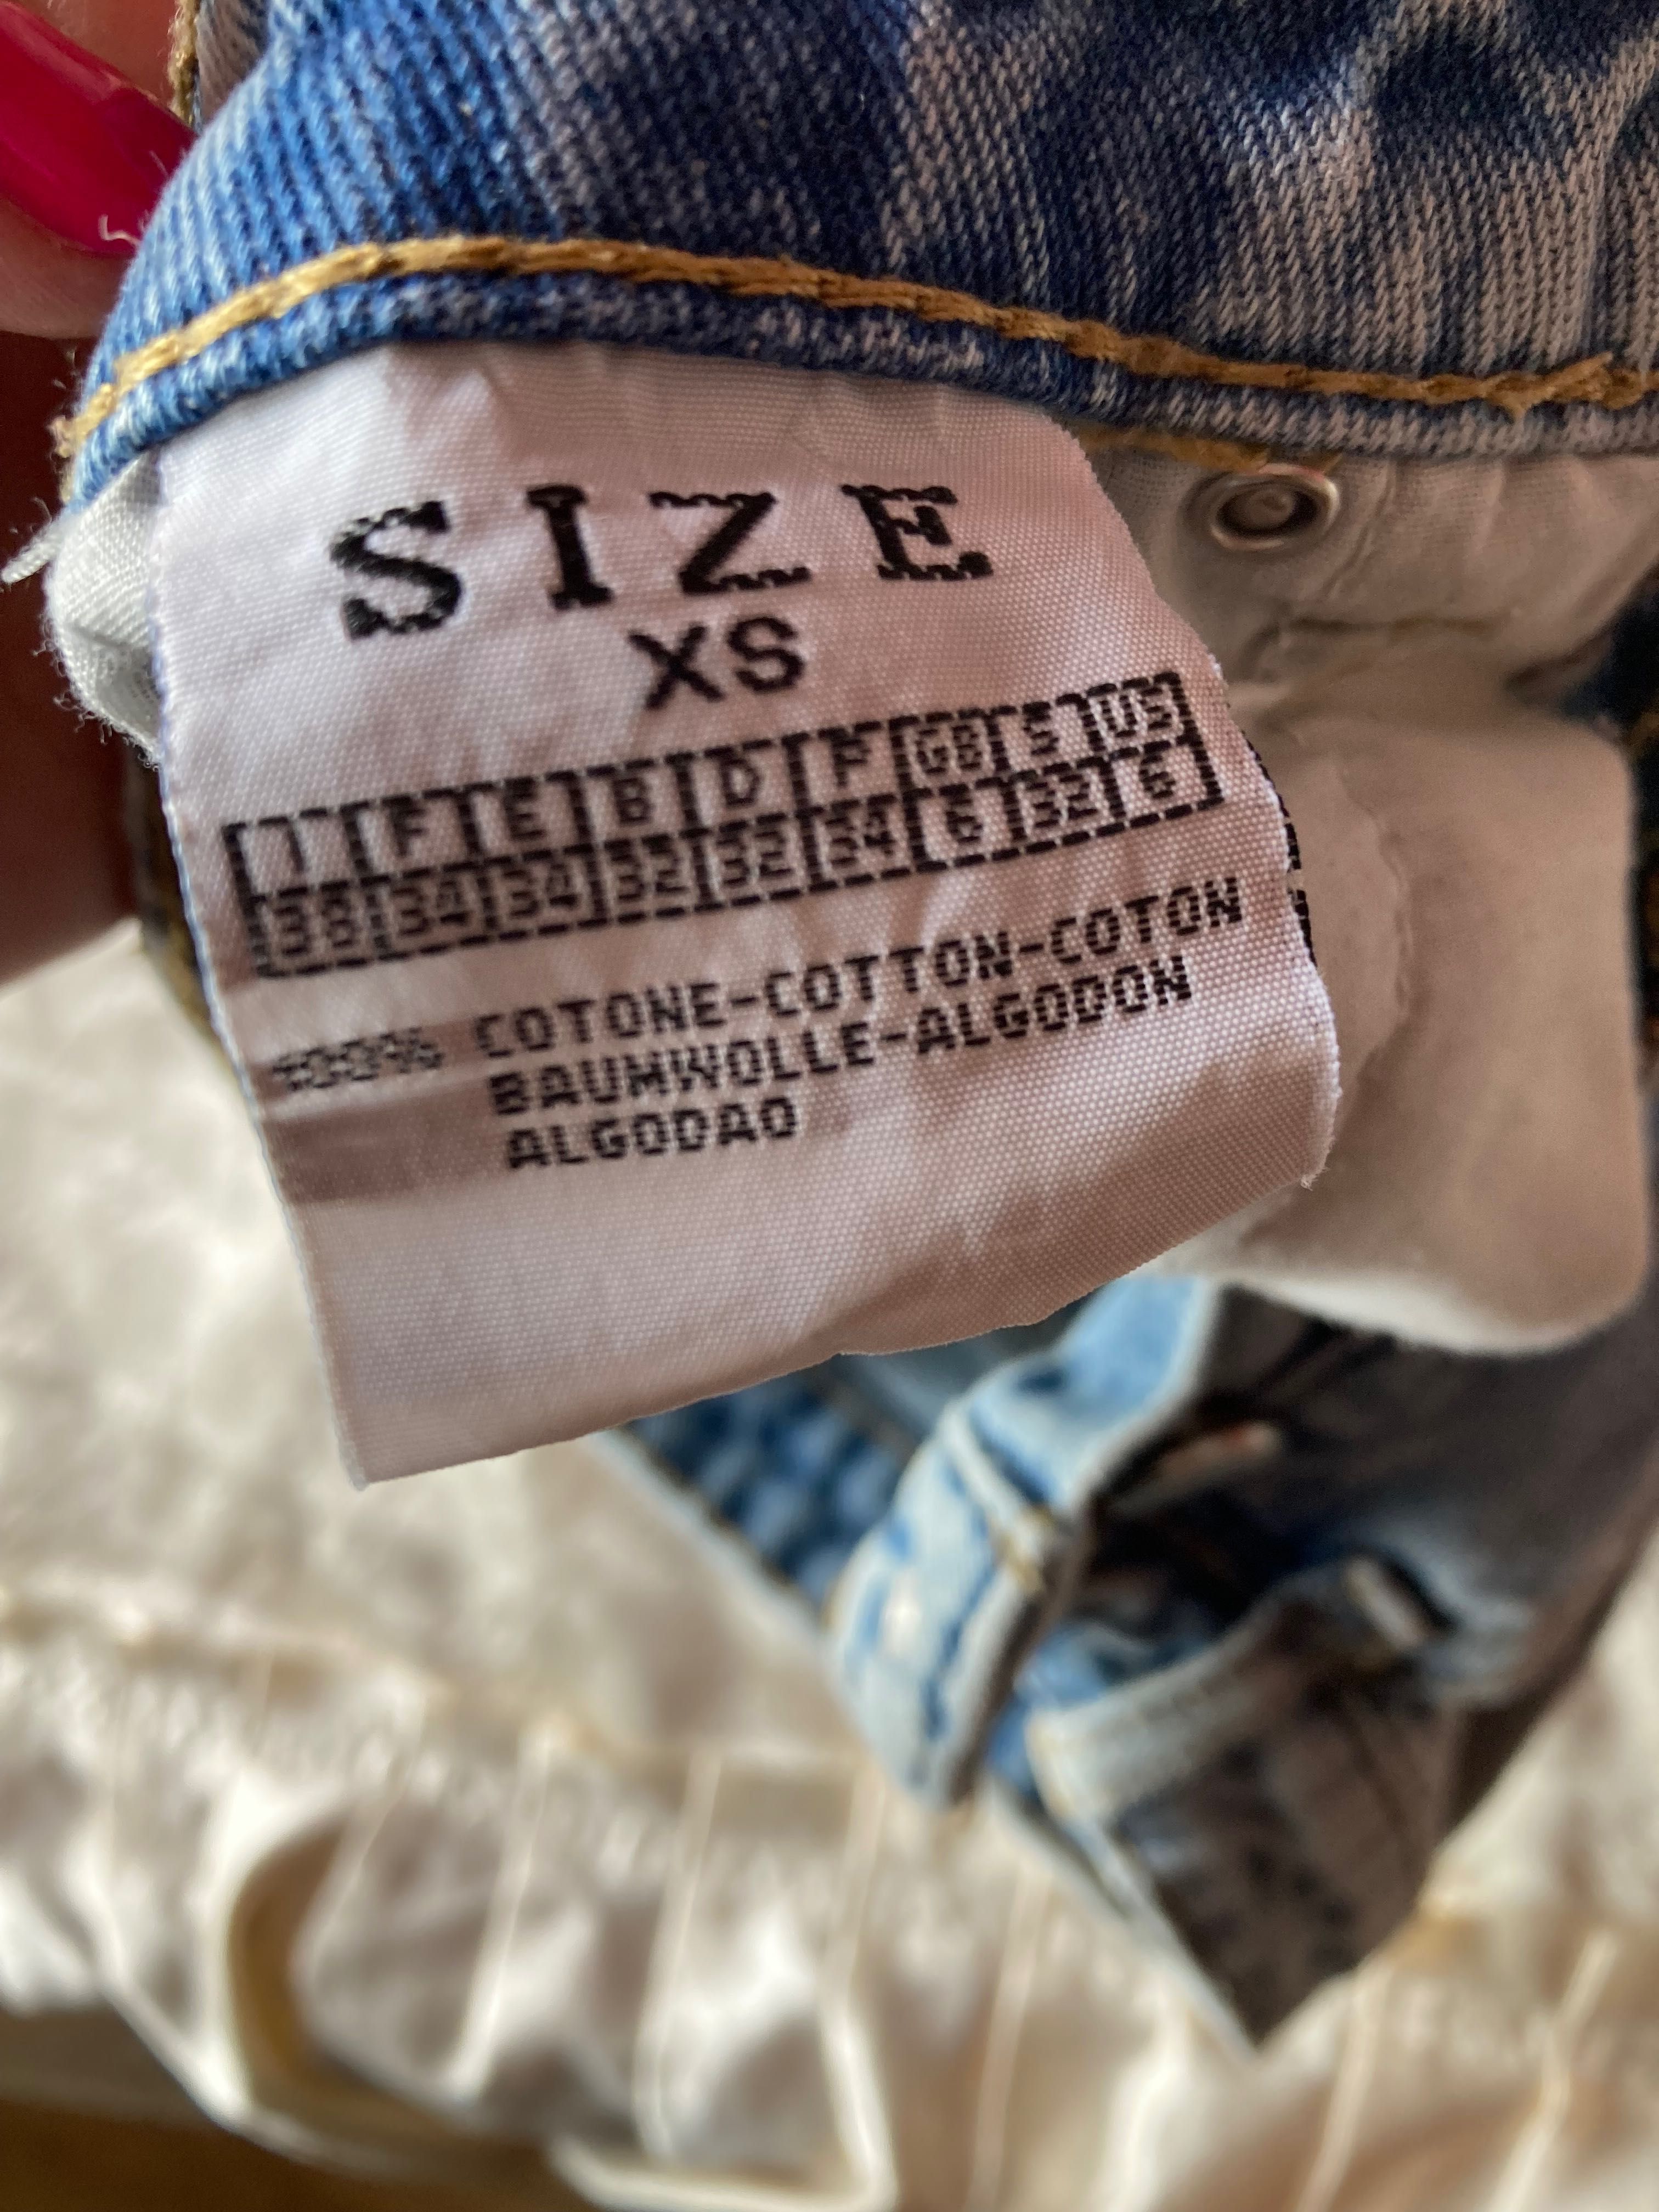 SIZE
XS
I F E B D P GB S US
38 34 34 32 32 34 6 32 6
100% COTONE-COTTON-COTON
BAUMWOLLE-ALGODON
ALGODAO